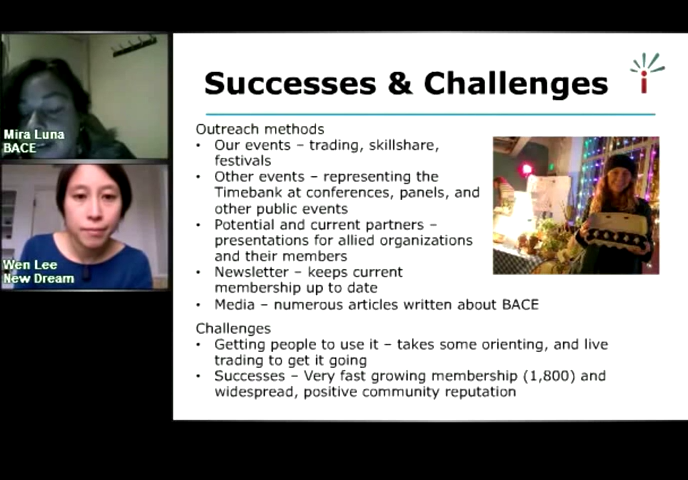 Mira Luna
BACE
Wen Lee
New Dream
Successes & Challenges
Outreach methods
• Our events – trading, skillshare,
festivals
• Other events – representing the
Timebank at conferences, panels, and
other public events
• Potential and current partners –
presentations for allied organizations
and their members
• Newsletter – keeps current
membership up to date
• Media – numerous articles written about BACE
Challenges
• Getting people to use it – takes some orienting, and live
trading to get it going
• Successes – Very fast growing membership (1,800) and
widespread, positive community reputation